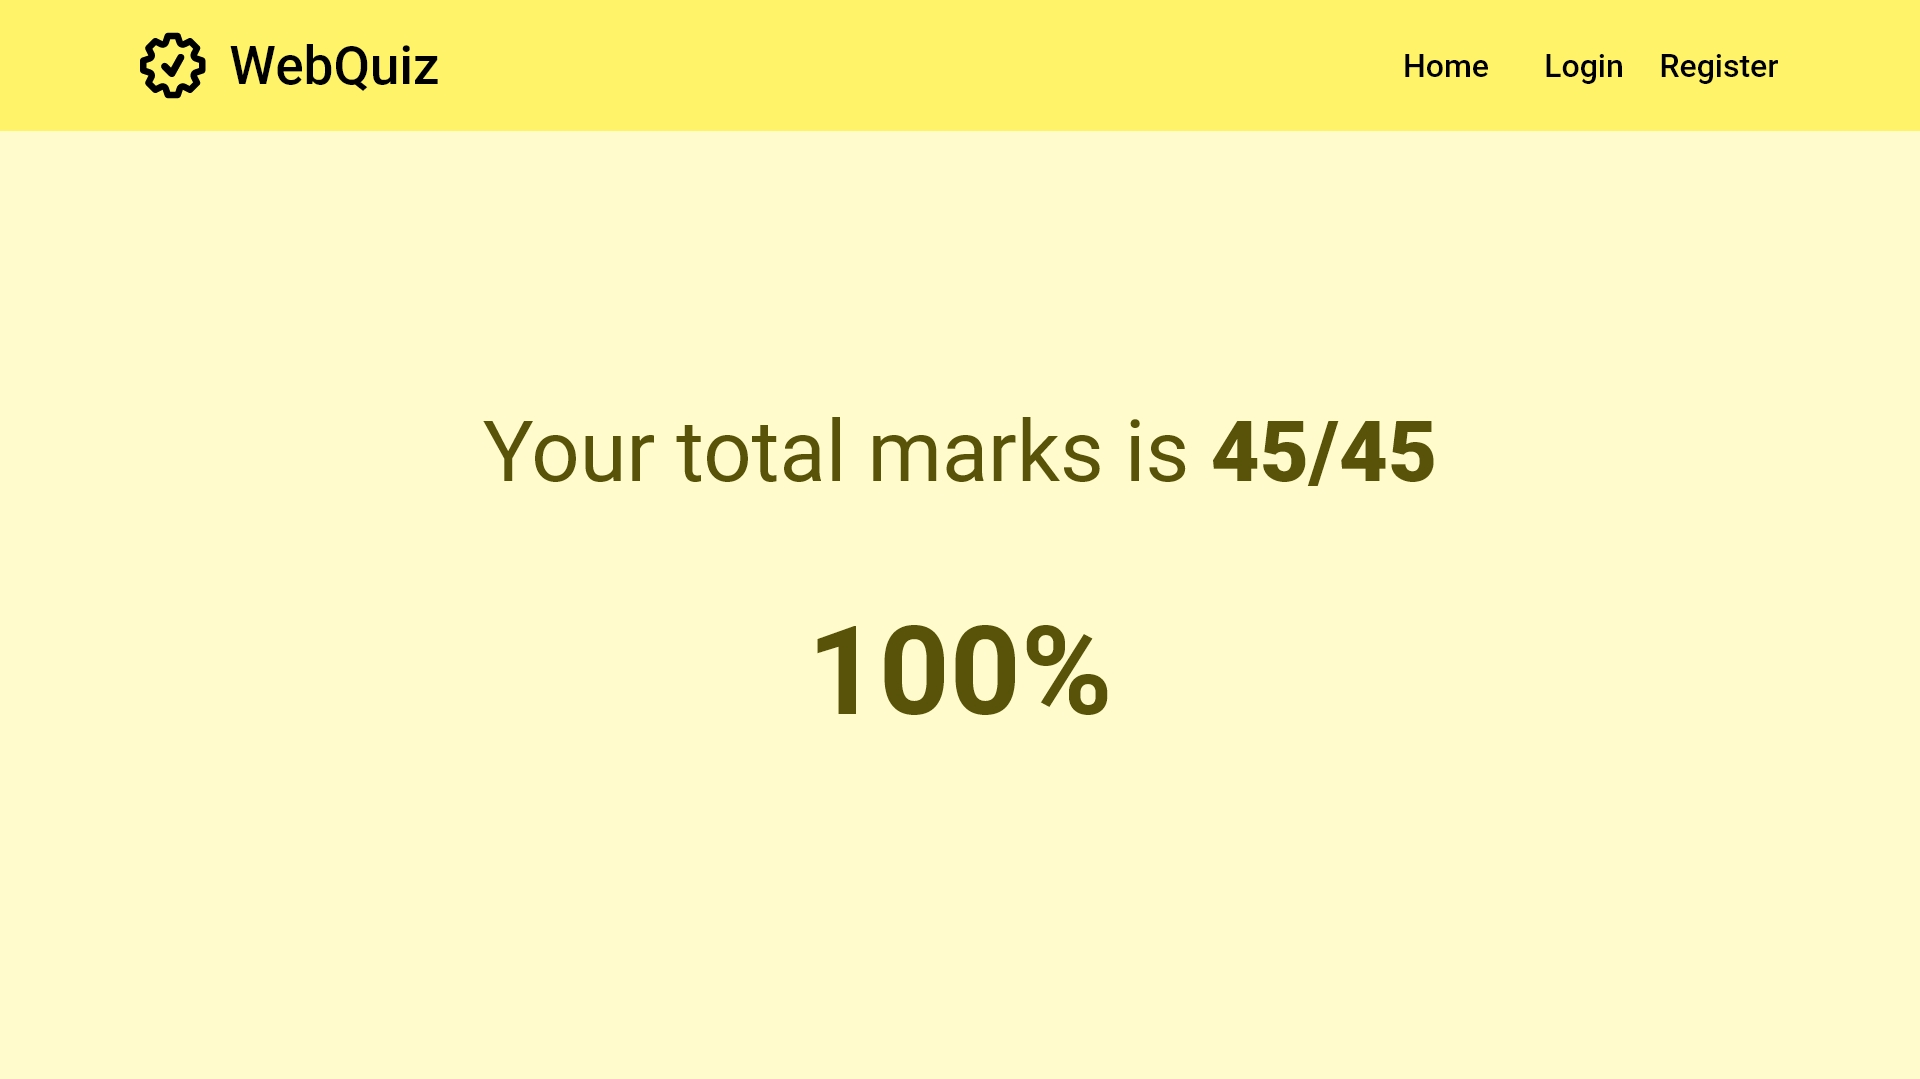 WebQuiz
Home Login Register
Your total marks is 45/45
100%